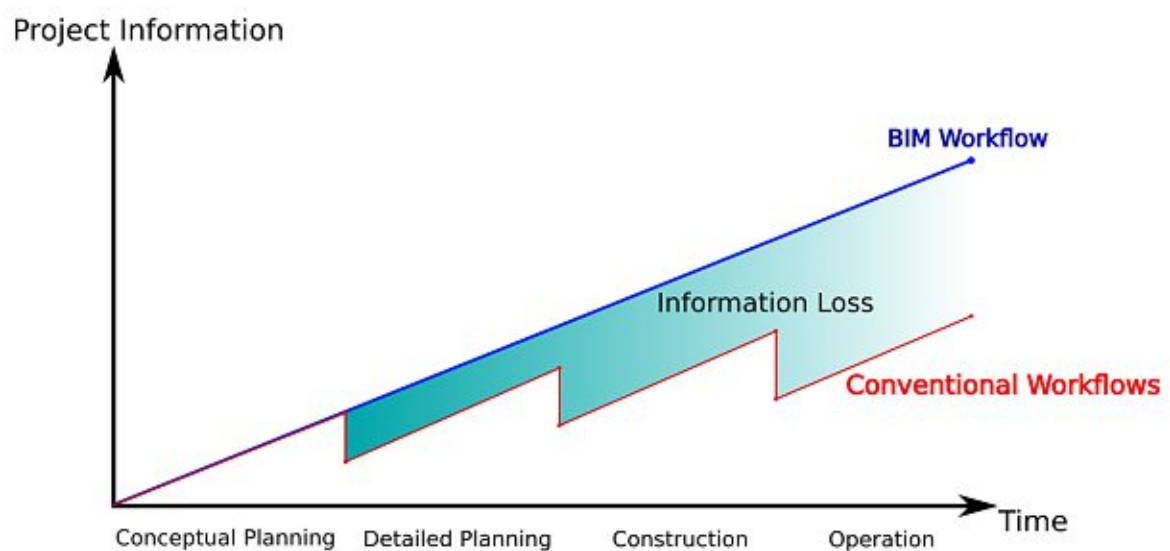 Project Information
BIM Workflow
Information Loss
Conventional Workflows
Time
Conceptual Planning
Detailed Planning
Construction
Operation